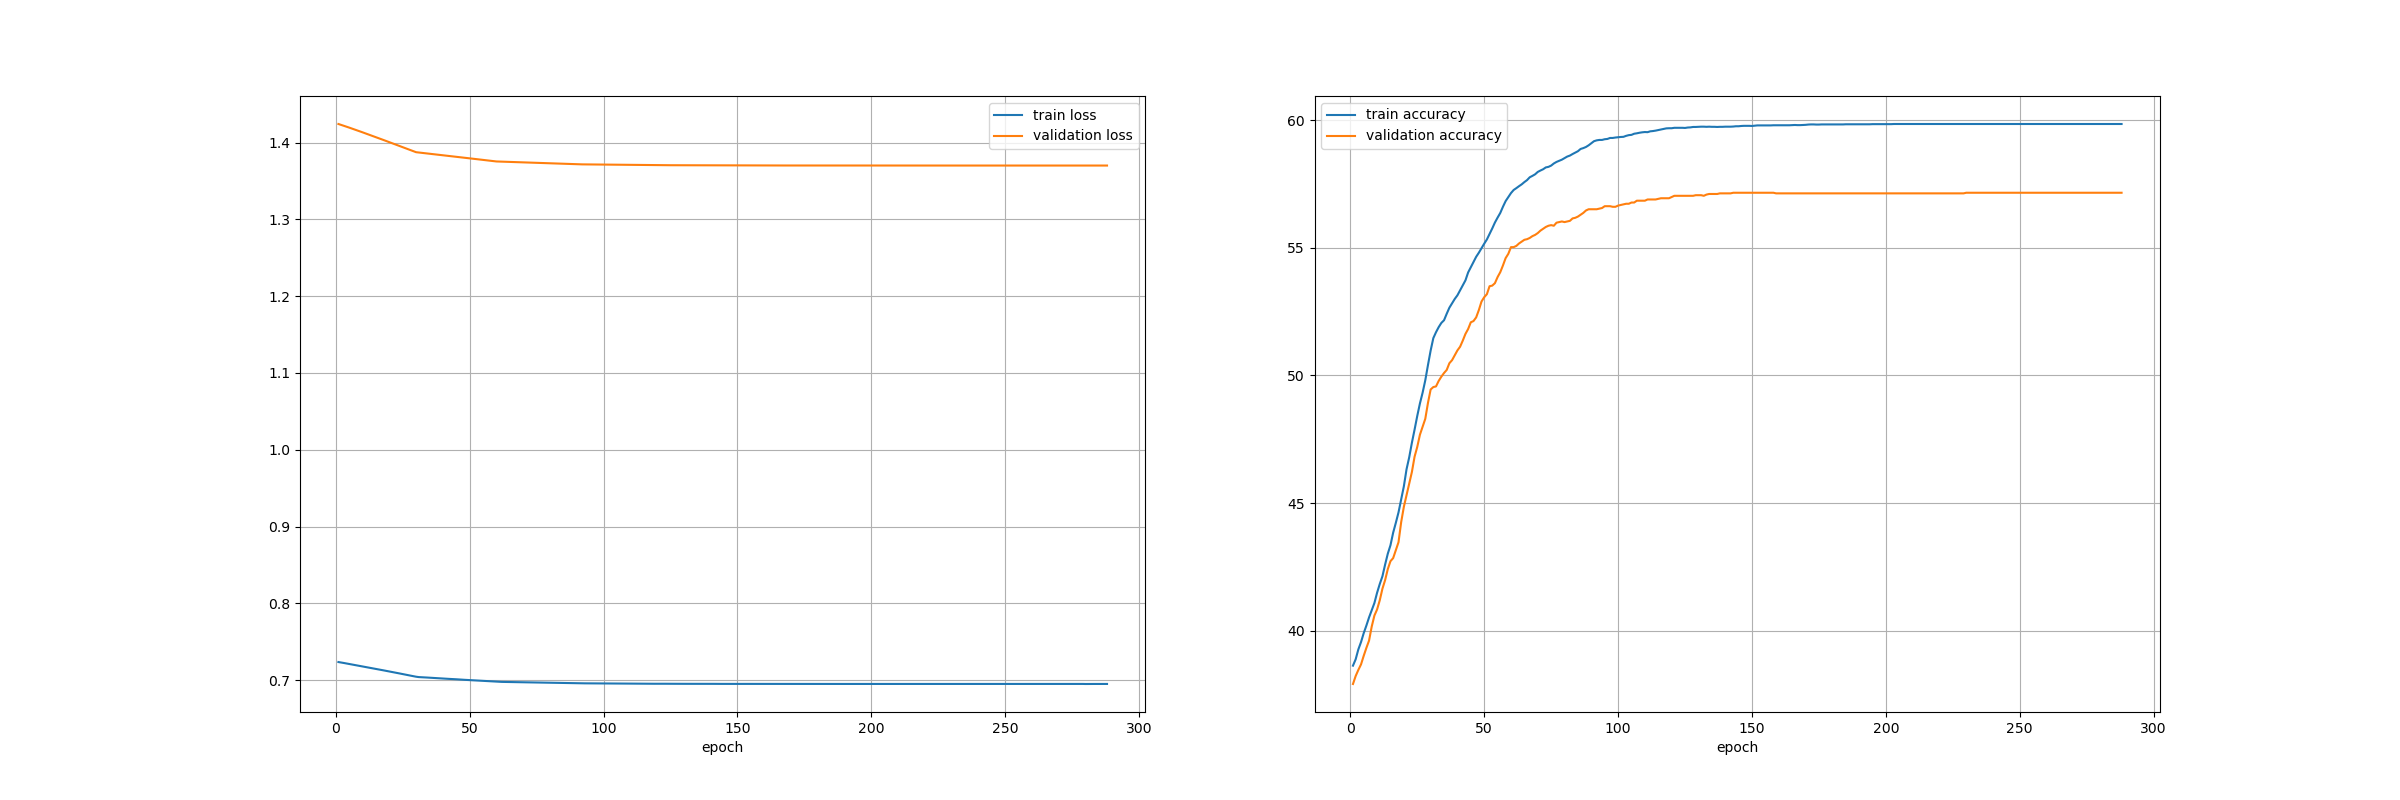 train loss
validation loss
1.4
1.3
1.2
1.1
1.0
0.9
0.8
0.7
0 50 100 150 200 250 300
epoch
train accuracy
validation accuracy
60
55
50
45
40
0 50 100 150 200 250 300
epoch